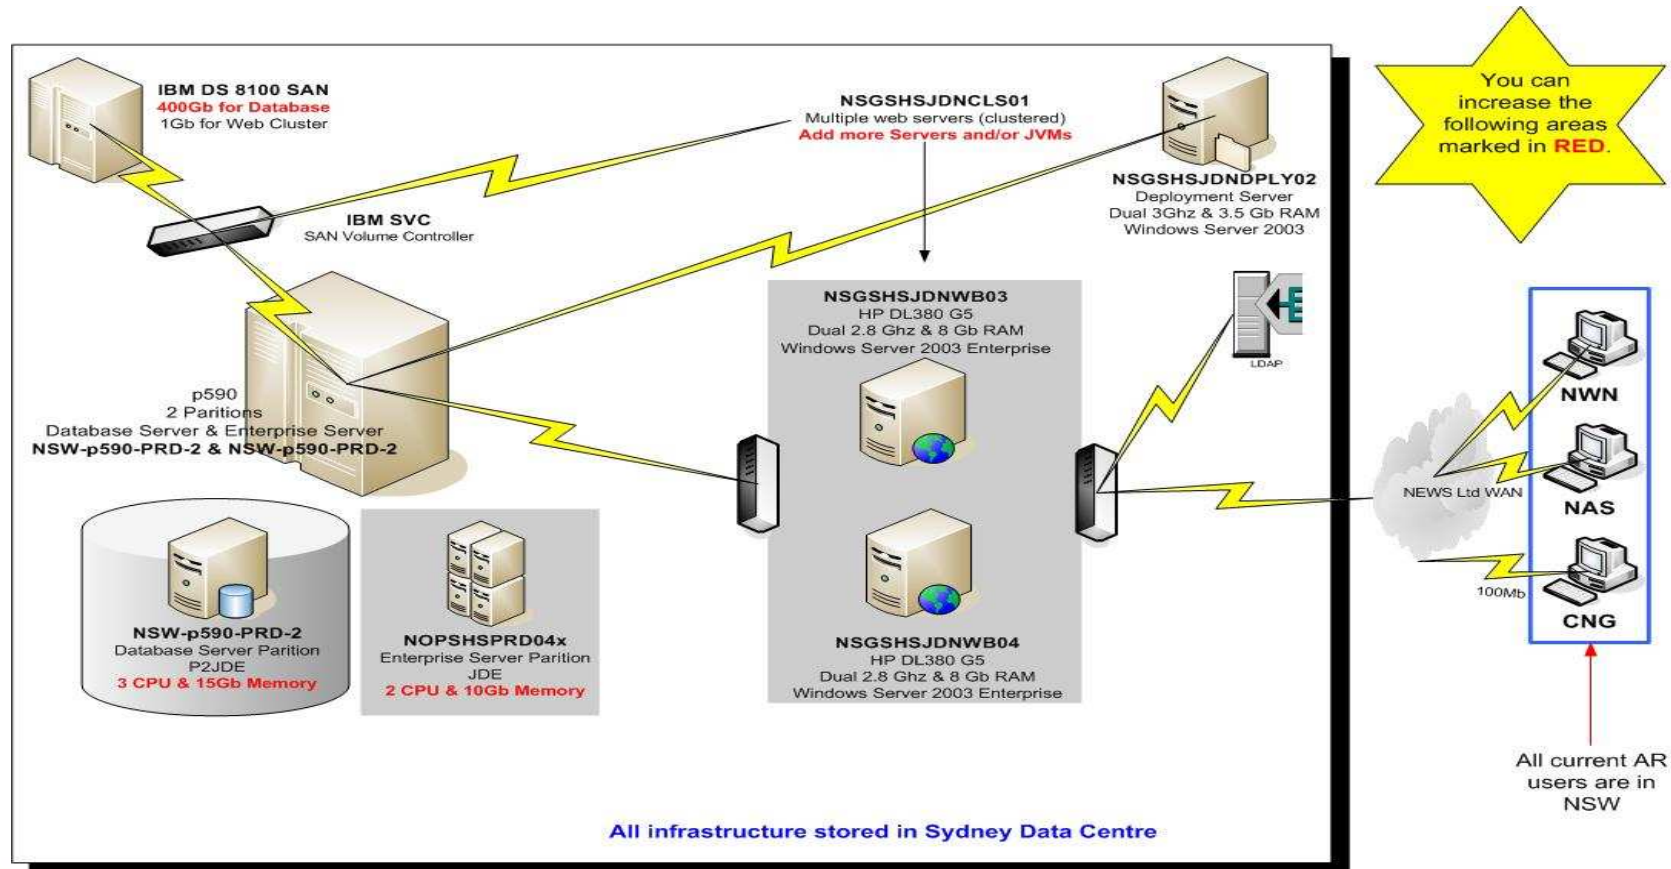 IBM DS 8100 SAN
400Gb for Database
1Gb for Web Cluster
NSGSHSJDNCLS01
Multiple web servers (clustered)
Add more Servers and/or JVMs
NSGSHSJDNDPLY02
Deployment Server
Dual 3Ghz & 3.5 Gb RAM
Windows Server 2003
You can
increase the
following areas
marked in RED.
IBM SVC
SAN Volume Controller
p590
2 Paritions
Database Server & Enterprise Server
NSW-p590-PRD-2 & NSW-p590-PRD-2
NSGSHSJDNWB03
HP DL380 G5
Dual 2.8 Ghz & 8 Gb RAM
Windows Server 2003 Enterprise
LDAP
NEWS Ltd WAN
NWN
NAS
100Mb
CNG
NSW-p590-PRD-2
Database Server Parition
P2JDE
3 CPU & 15Gb Memory
NOPSHSPRD04x
Enterprise Server Parition
JDE
2 CPU & 10Gb Memory
NSGSHSJDNWB04
HP DL380 G5
Dual 2.8 Ghz & 8 Gb RAM
Windows Server 2003 Enterprise
All current AR
users are in
NSW
All infrastructure stored in Sydney Data Centre